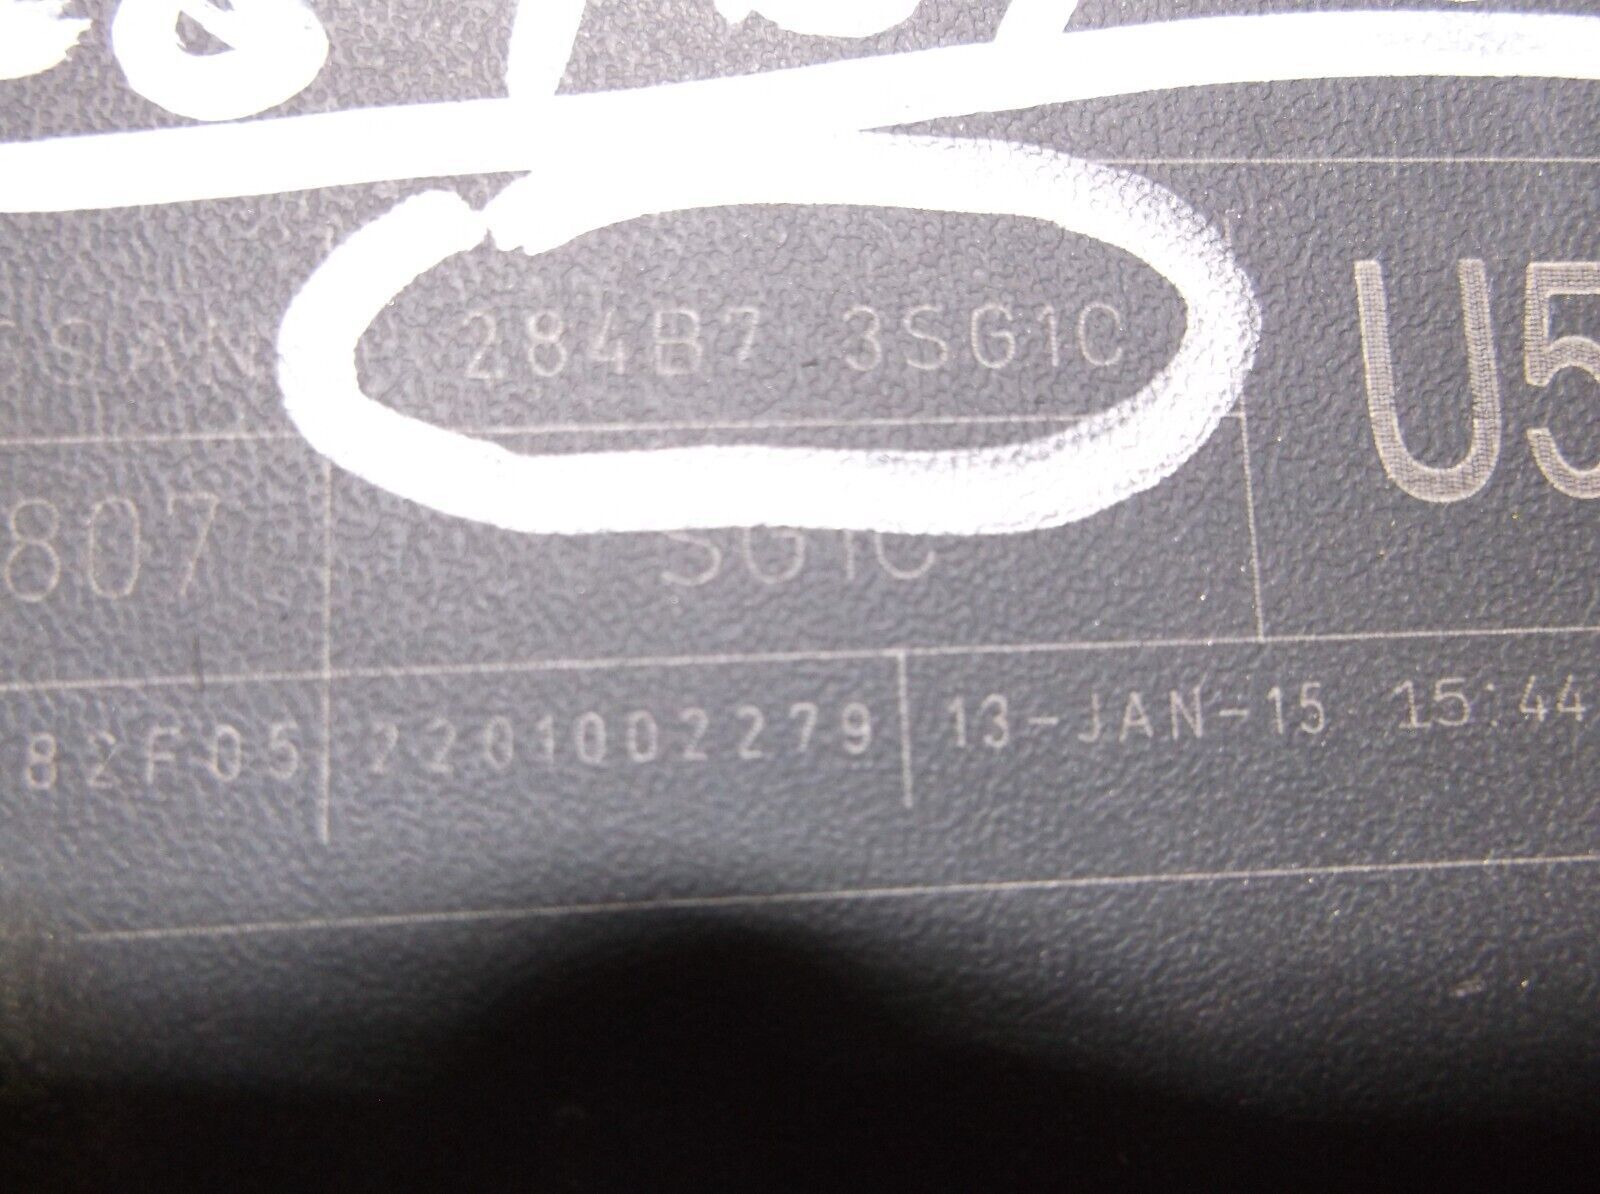 284B7 3SG1C
U5
807 SG1C
82F05 2201002279 13-JAN-15 15:44